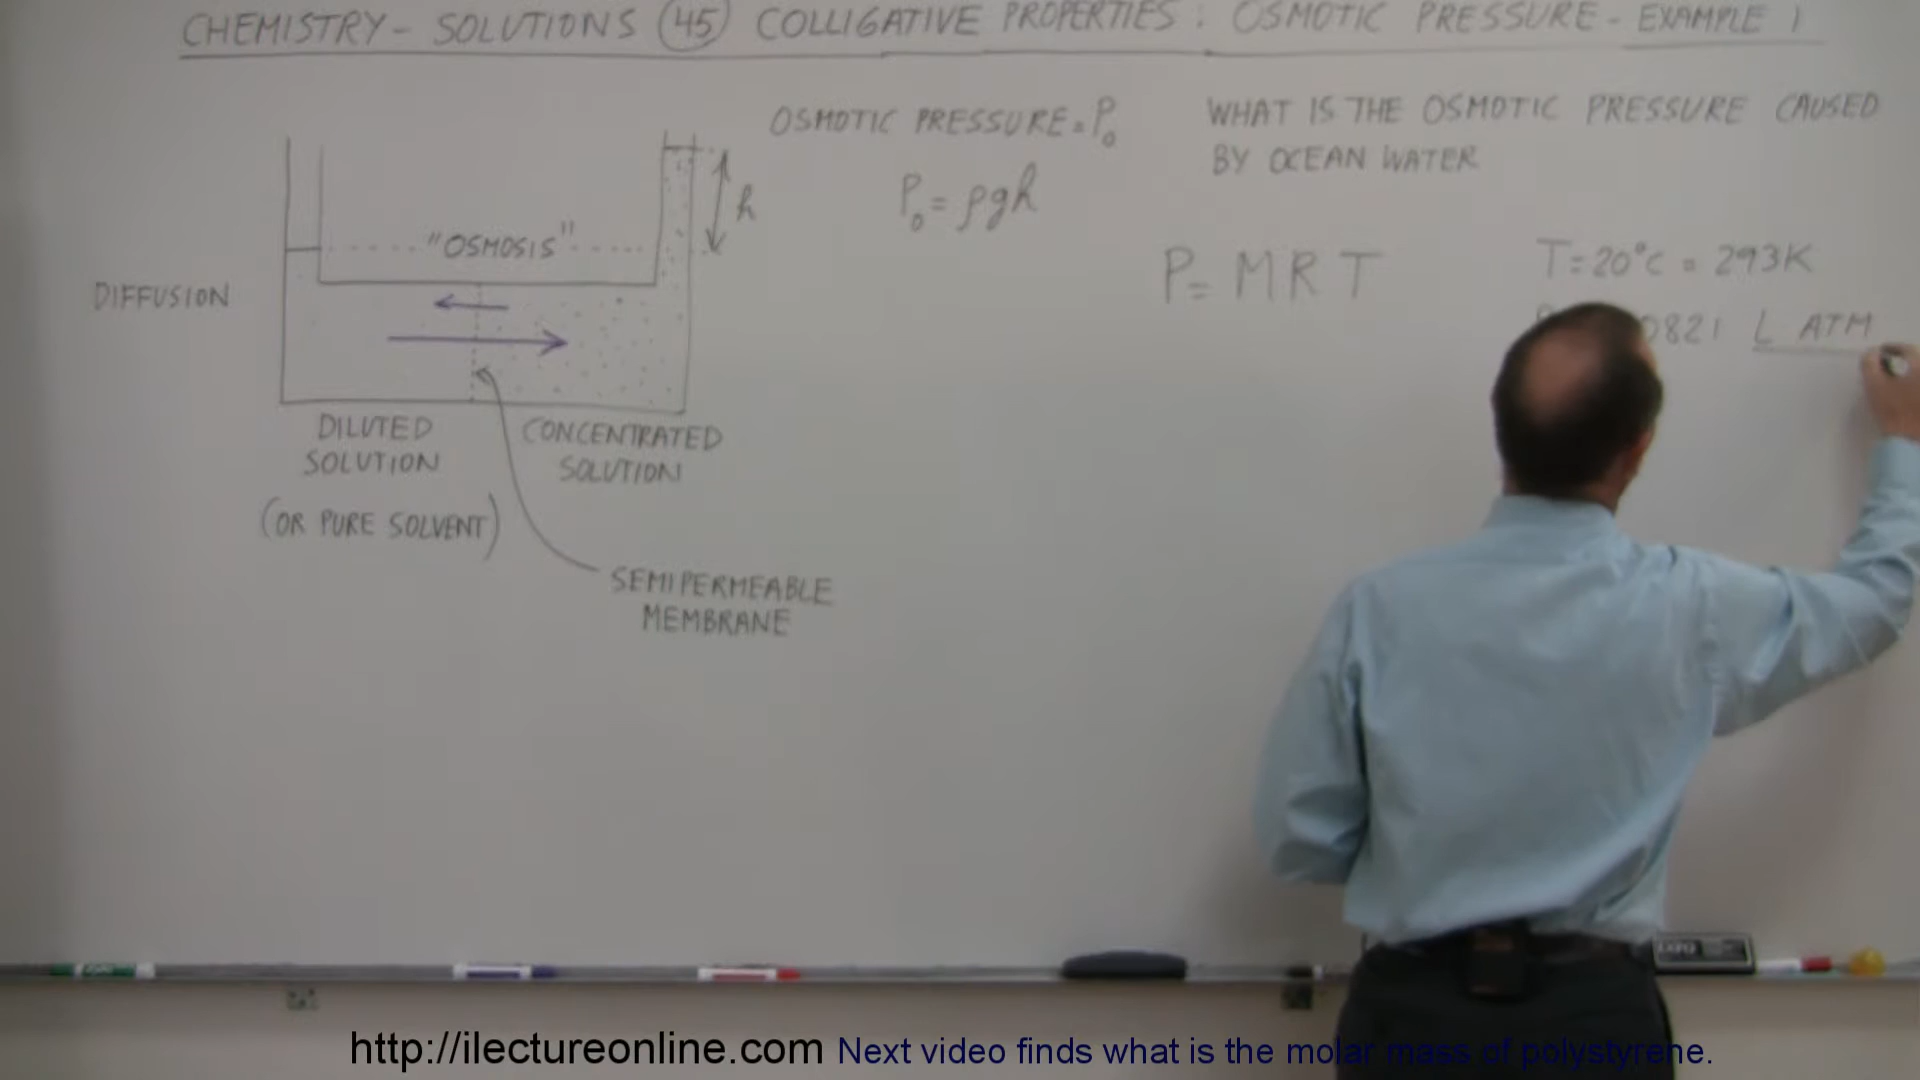 CHEMISTRY - SOLUTIONS 45 COLLIGATIVE PROPERTIES: OSMOTIC PRESSURE - EXAMPLE 1
OSMOTIC PRESSURE = P₀
P₀ = ρgh
WHAT IS THE OSMOTIC PRESSURE CAUSED
BY OCEAN WATER
P = M R T
T = 20°C = 293K
0821 L ATM
h
"OSMOSIS"
DIFFUSION
DILUTED
SOLUTION
(OR PURE SOLVENT)
CONCENTRATED
SOLUTION
SEMIPERMEABLE
MEMBRANE
EXPO
http://ilectureonline.com Next video finds what is the molar mass of polystyrene.